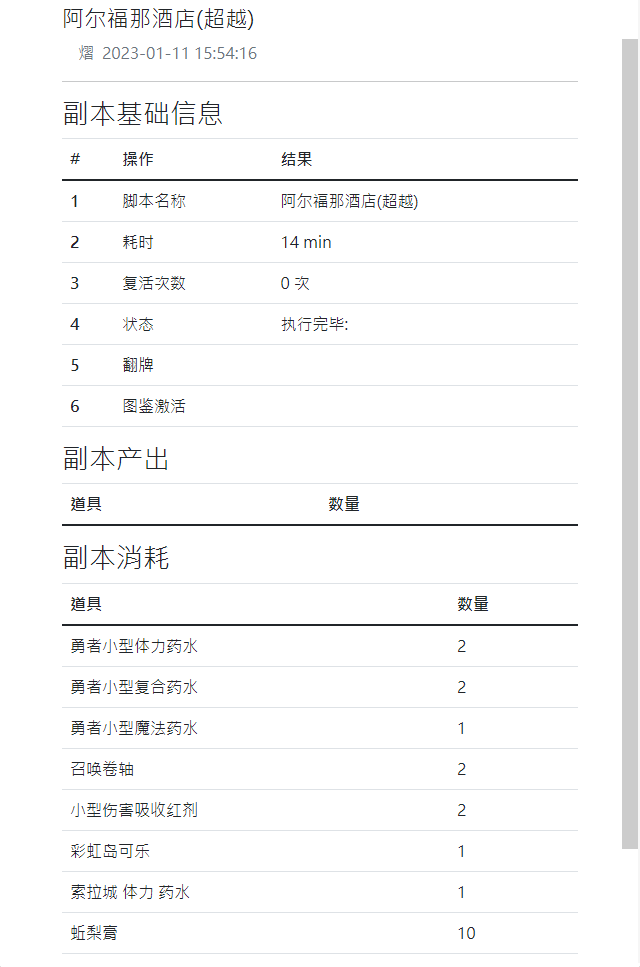 阿尔福那酒店(超越)
熠 2023-01-11 15:54:16
副本基础信息
# 操作 结果
1 脚本名称 阿尔福那酒店(超越)
2 耗时 14 min
3 复活次数 0 次
4 状态 执行完毕:
5 翻牌
6 图鉴激活
副本产出
道具 数量
副本消耗
道具 数量
勇者小型体力药水 2
勇者小型复合药水 2
勇者小型魔法药水 1
召唤卷轴 2
小型伤害吸收红剂 2
彩虹岛可乐 1
索拉城 体力 药水 1
蚯梨膏 10